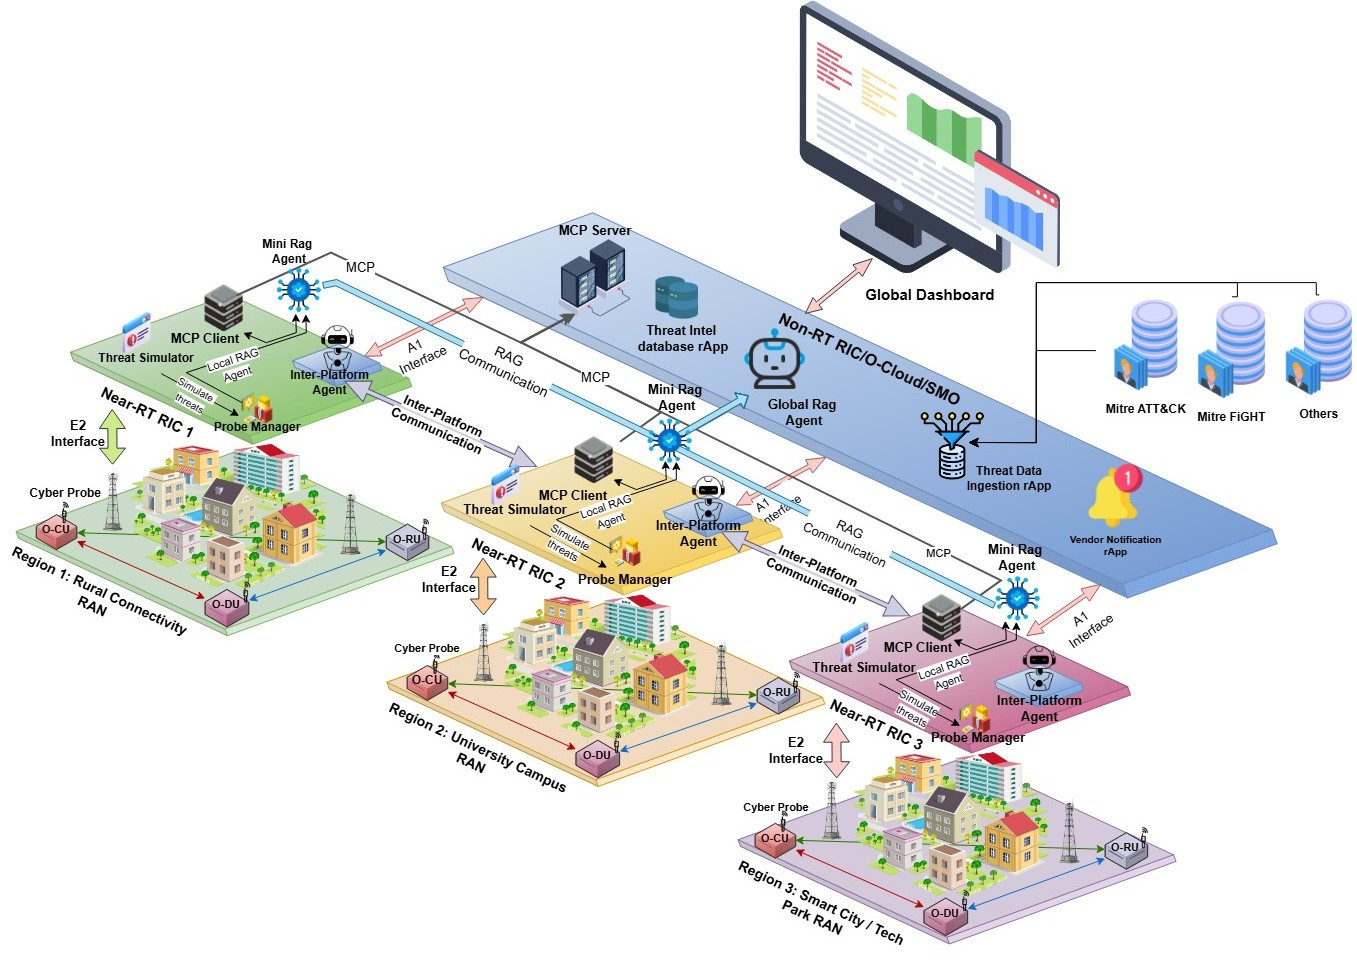 MCP Server
Mini Rag
Agent
MCP
MCP Client
Threat Simulator
Local RAG
Agent
Inter-Platform
Agent
Simulate
threats
Probe Manager
Near-RT RIC 1
A1
Interface
RAG
Communication
Inter-Platform
Communication
Threat Intel
database rApp
Non-RT RIC/O-Cloud/SMO
Global Dashboard
Global Rag
Agent
Threat Data
Ingestion rApp
1
Vendor Notification
rApp
Mitre ATT&CK
Mitre FiGHT
Others
E2
Interface
Cyber Probe
O-CU
O-RU
O-DU
Region 1: Rural Connectivity
RAN
MCP
Mini Rag
Agent
MCP Client
Threat Simulator
Local RAG
Agent
Inter-Platform
Agent
Simulate
threats
Probe Manager
Near-RT RIC 2
A1
Interface
RAG
Communication
Inter-Platform
Communication
E2
Interface
Cyber Probe
O-CU
O-RU
O-DU
Region 2: University Campus
RAN
MCP
Mini Rag
Agent
MCP Client
Threat Simulator
Local RAG
Agent
Inter-Platform
Agent
Simulate
threats
Probe Manager
Near-RT RIC 3
A1
Interface
E2
Interface
Cyber Probe
O-CU
O-RU
O-DU
Region 3: Smart City / Tech
Park RAN